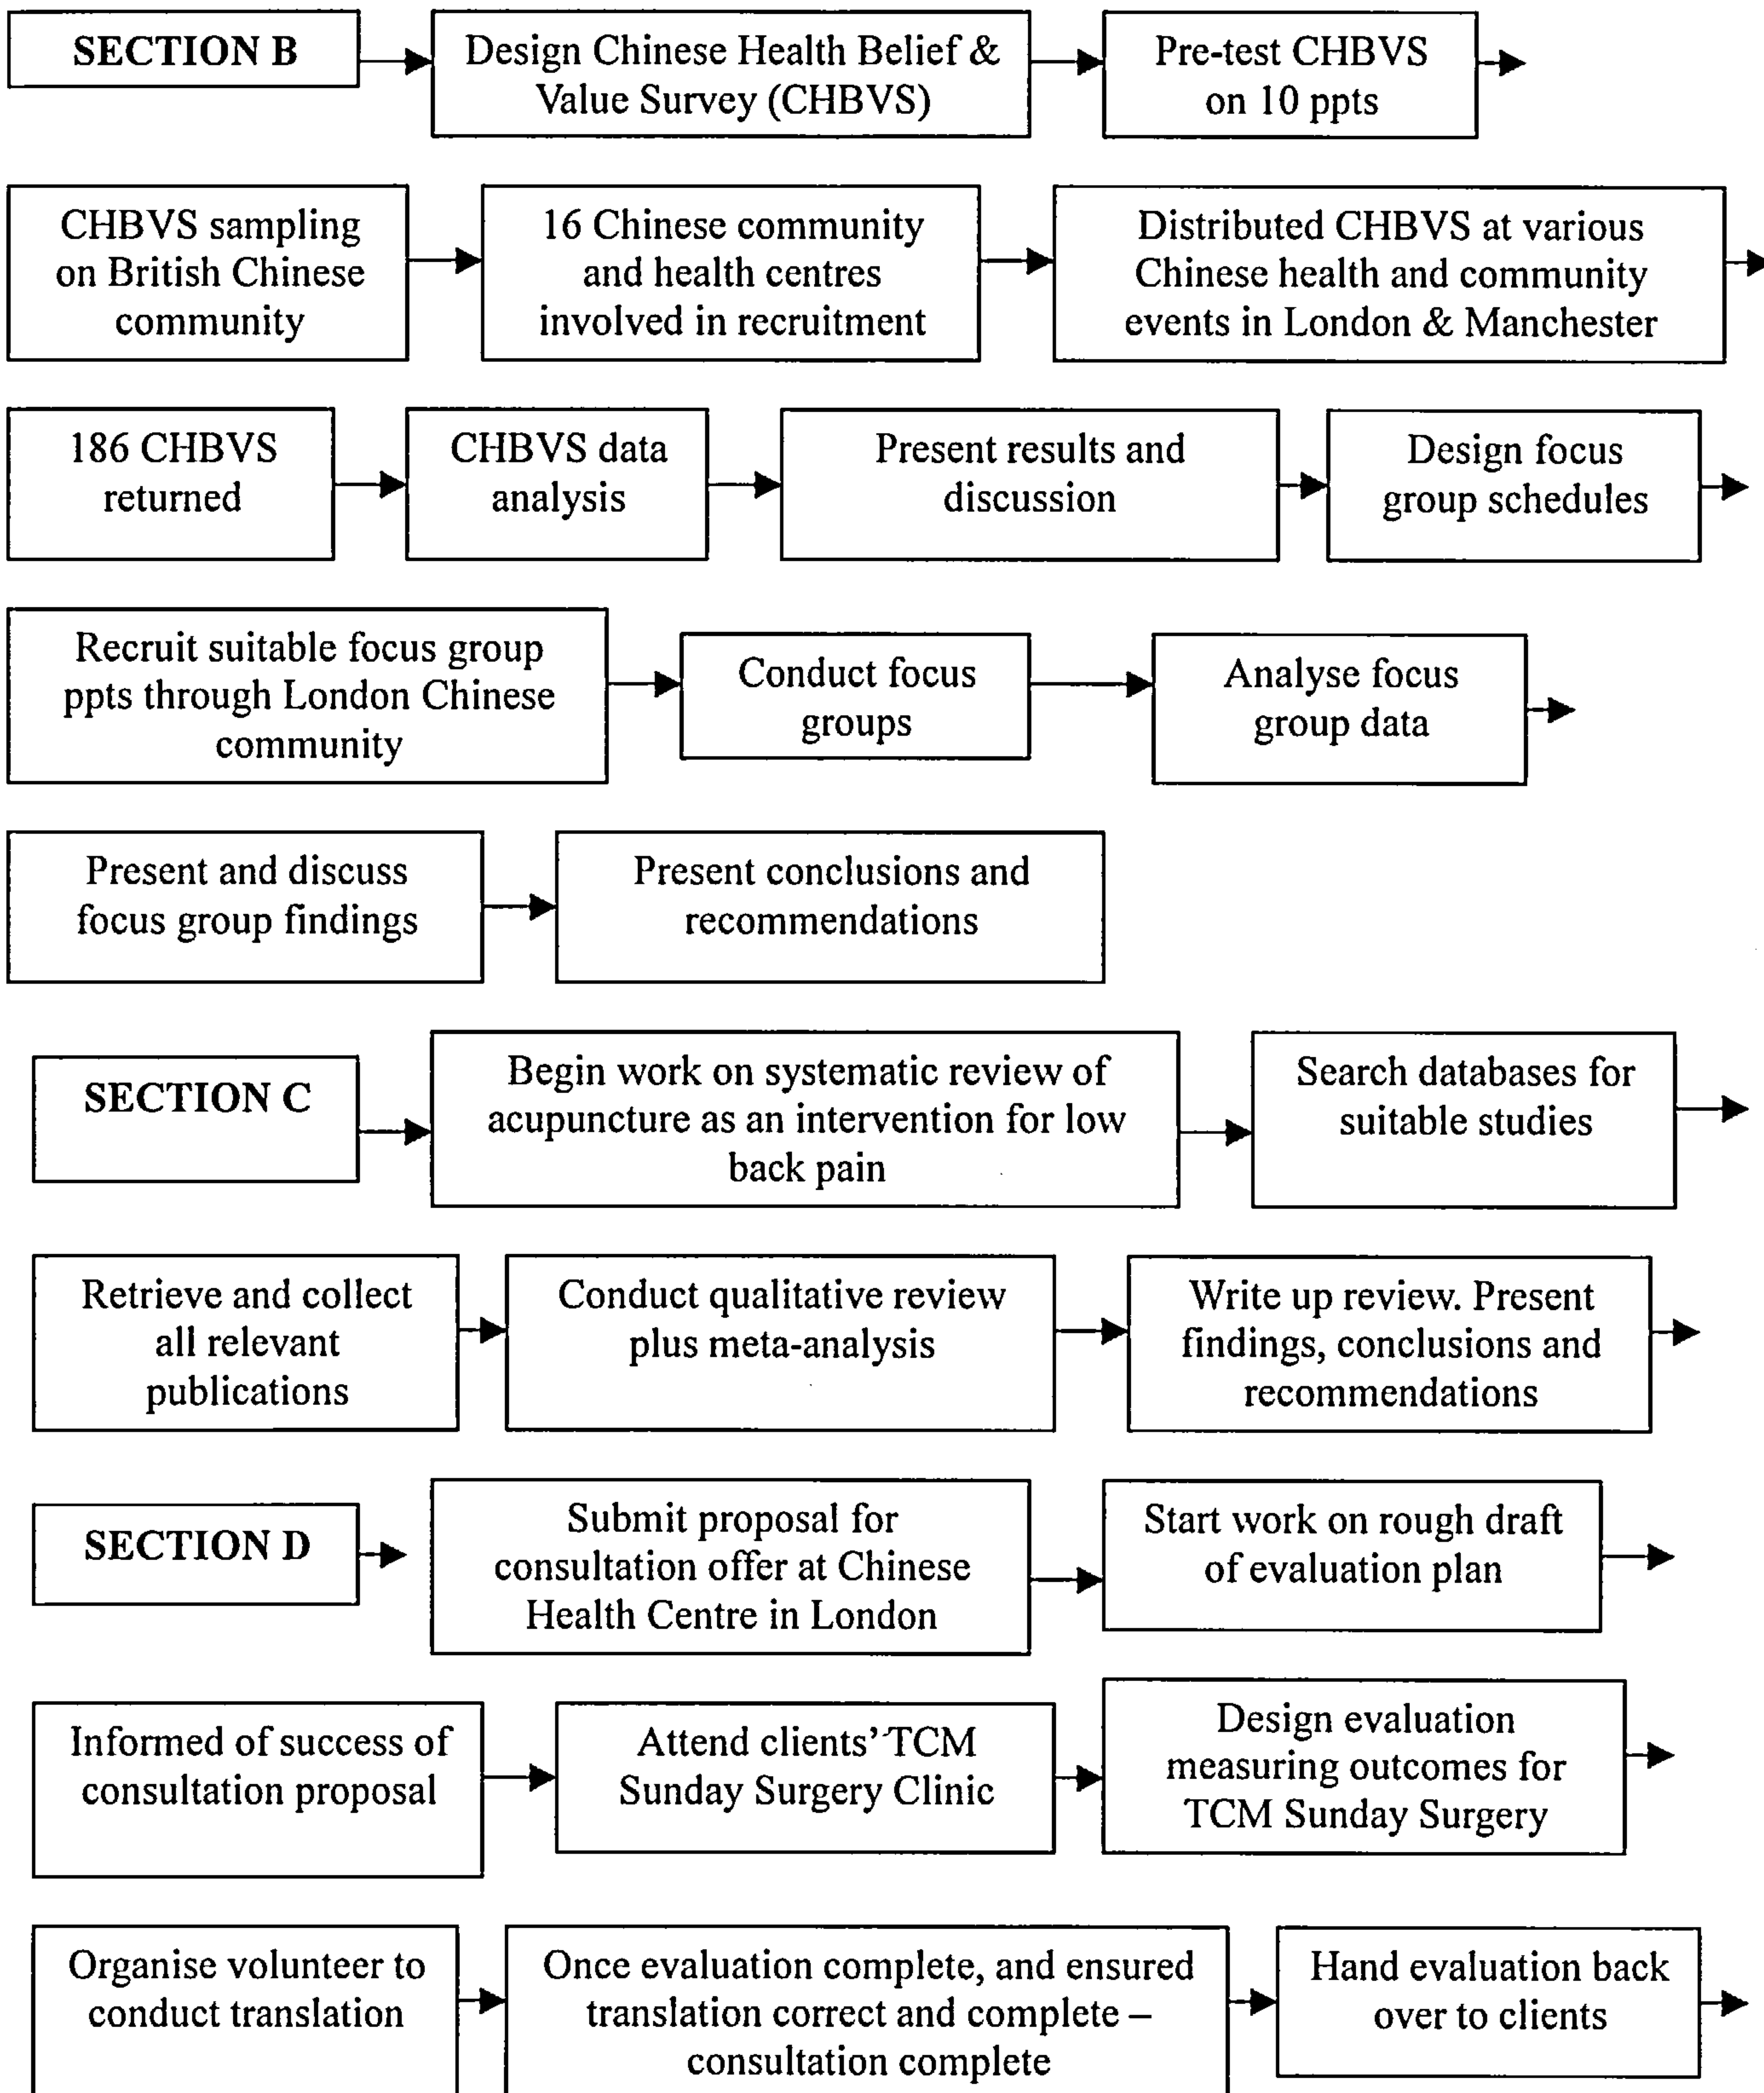 SECTION B
Design Chinese Health Belief &
Value Survey (CHBVS)
Pre-test CHBVS
on 10 ppts
CHBVS sampling
on British Chinese
community
16 Chinese community
and health centres
involved in recruitment
Distributed CHBVS at various
Chinese health and community
events in London & Manchester
186 CHBVS
returned
CHBVS data
analysis
Present results and
discussion
Design focus
group schedules
Recruit suitable focus group
ppts through London Chinese
community
Conduct focus
groups
Analyse focus
group data
Present and discuss
focus group findings
Present conclusions and
recommendations
SECTION C
Begin work on systematic review of
acupuncture as an intervention for low
back pain
Search databases for
suitable studies
Retrieve and collect
all relevant
publications
Conduct qualitative review
plus meta-analysis
Write up review. Present
findings, conclusions and
recommendations
SECTION D
Submit proposal for
consultation offer at Chinese
Health Centre in London
Start work on rough draft
of evaluation plan
Informed of success of
consultation proposal
Attend clients' TCM
Sunday Surgery Clinic
Design evaluation
measuring outcomes for
TCM Sunday Surgery
Organise volunteer to
conduct translation
Once evaluation complete, and ensured
translation correct and complete –
consultation complete
Hand evaluation back
over to clients